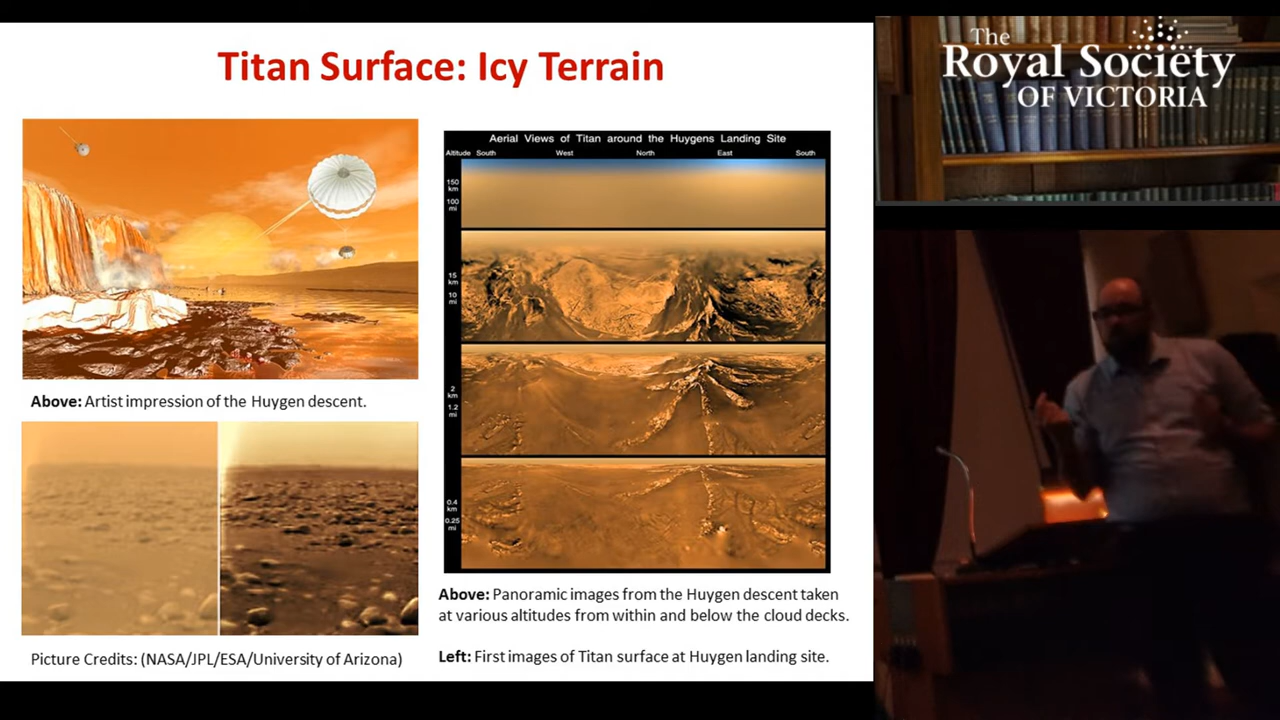 Titan Surface: Icy Terrain
Above: Artist impression of the Huygen descent.
Picture Credits: (NASA/JPL/ESA/University of Arizona)
Aerial Views of Titan around the Huygens Landing Site
Altitude South West North East South
150
km
100
mi
15
km
10
mi
2
km
1.2
mi
0.4
km
0.25
mi
Above: Panoramic images from the Huygen descent taken
at various altitudes from within and below the cloud decks.
Left: First images of Titan surface at Huygen landing site.
The
Royal Society
OF VICTORIA